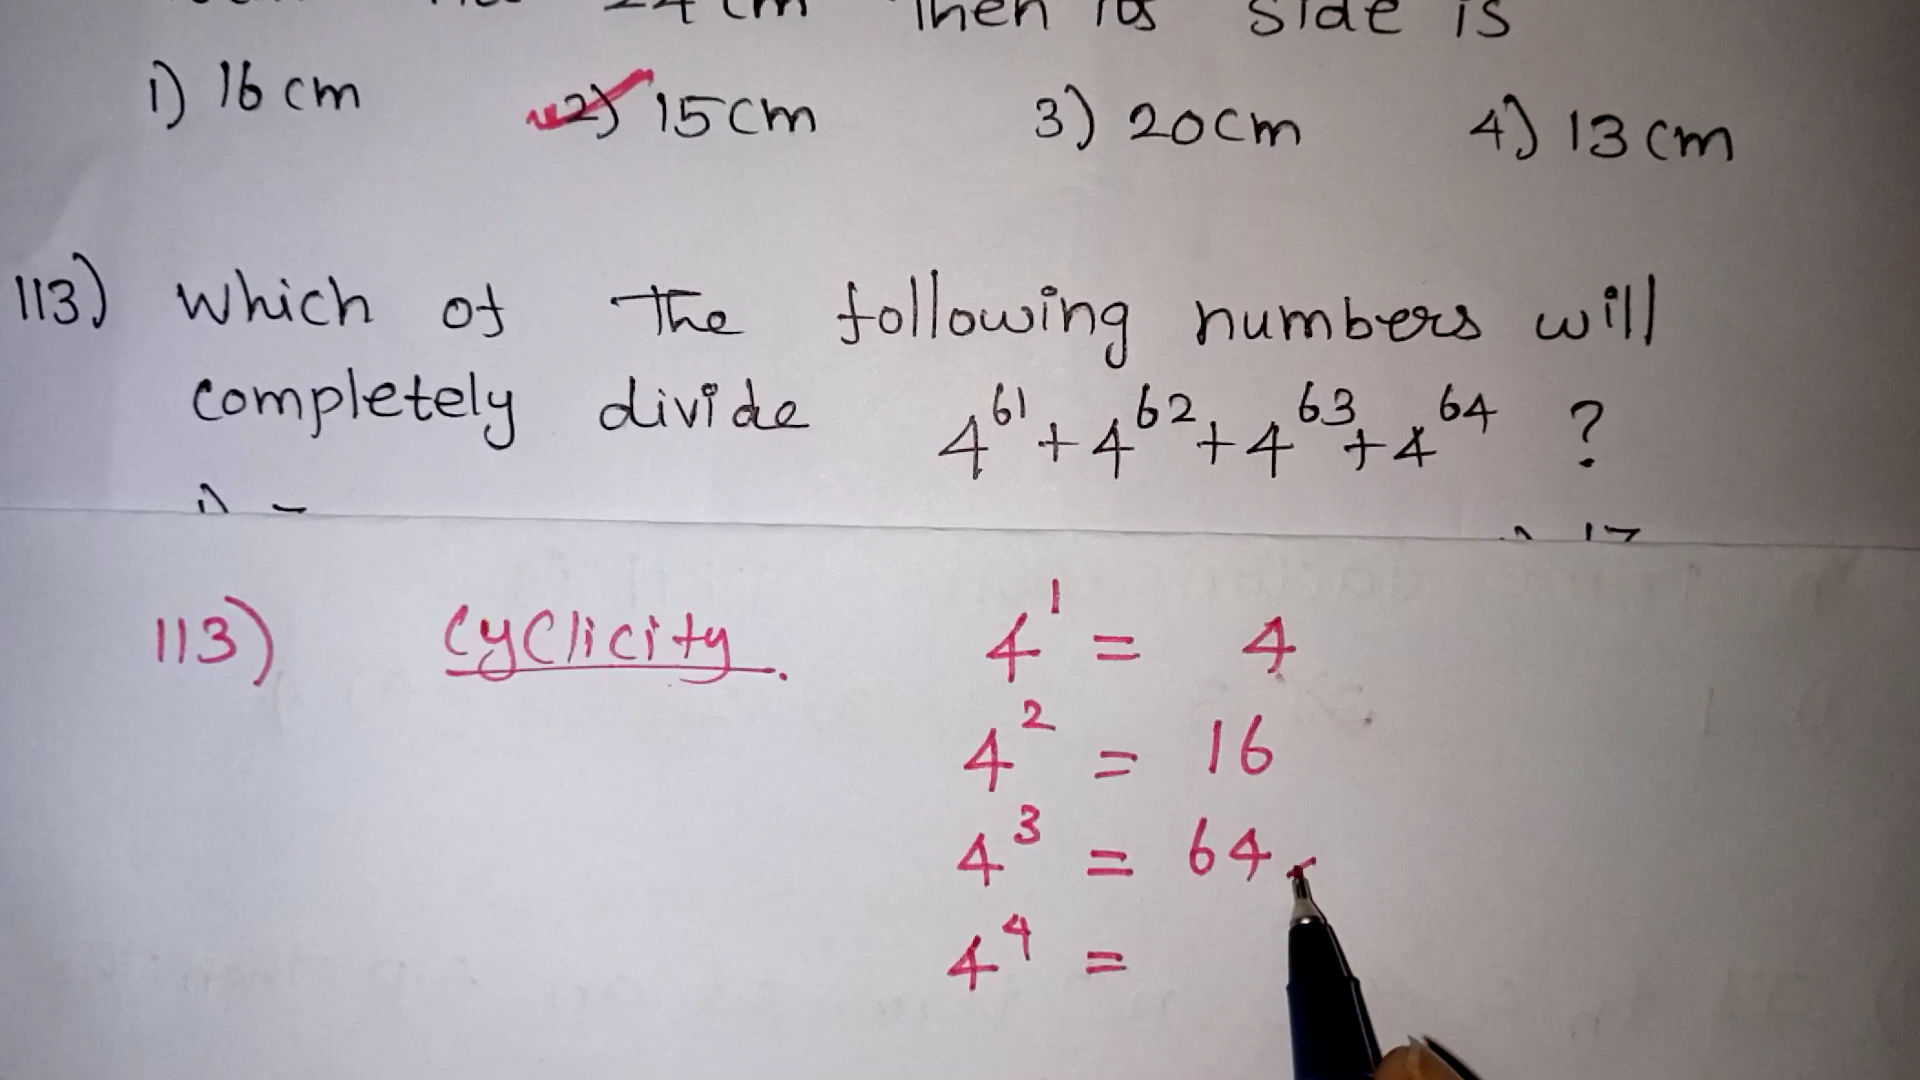 24 cm Then its side is
1) 16 cm 2) 15 cm 3) 20 cm 4) 13 cm
113) Which of the following numbers will
completely divide 4^61 + 4^62 + 4^63 + 4^64 ?
113) Cyclicity. 4^1 = 4
4^2 = 16
4^3 = 64
4^4 =